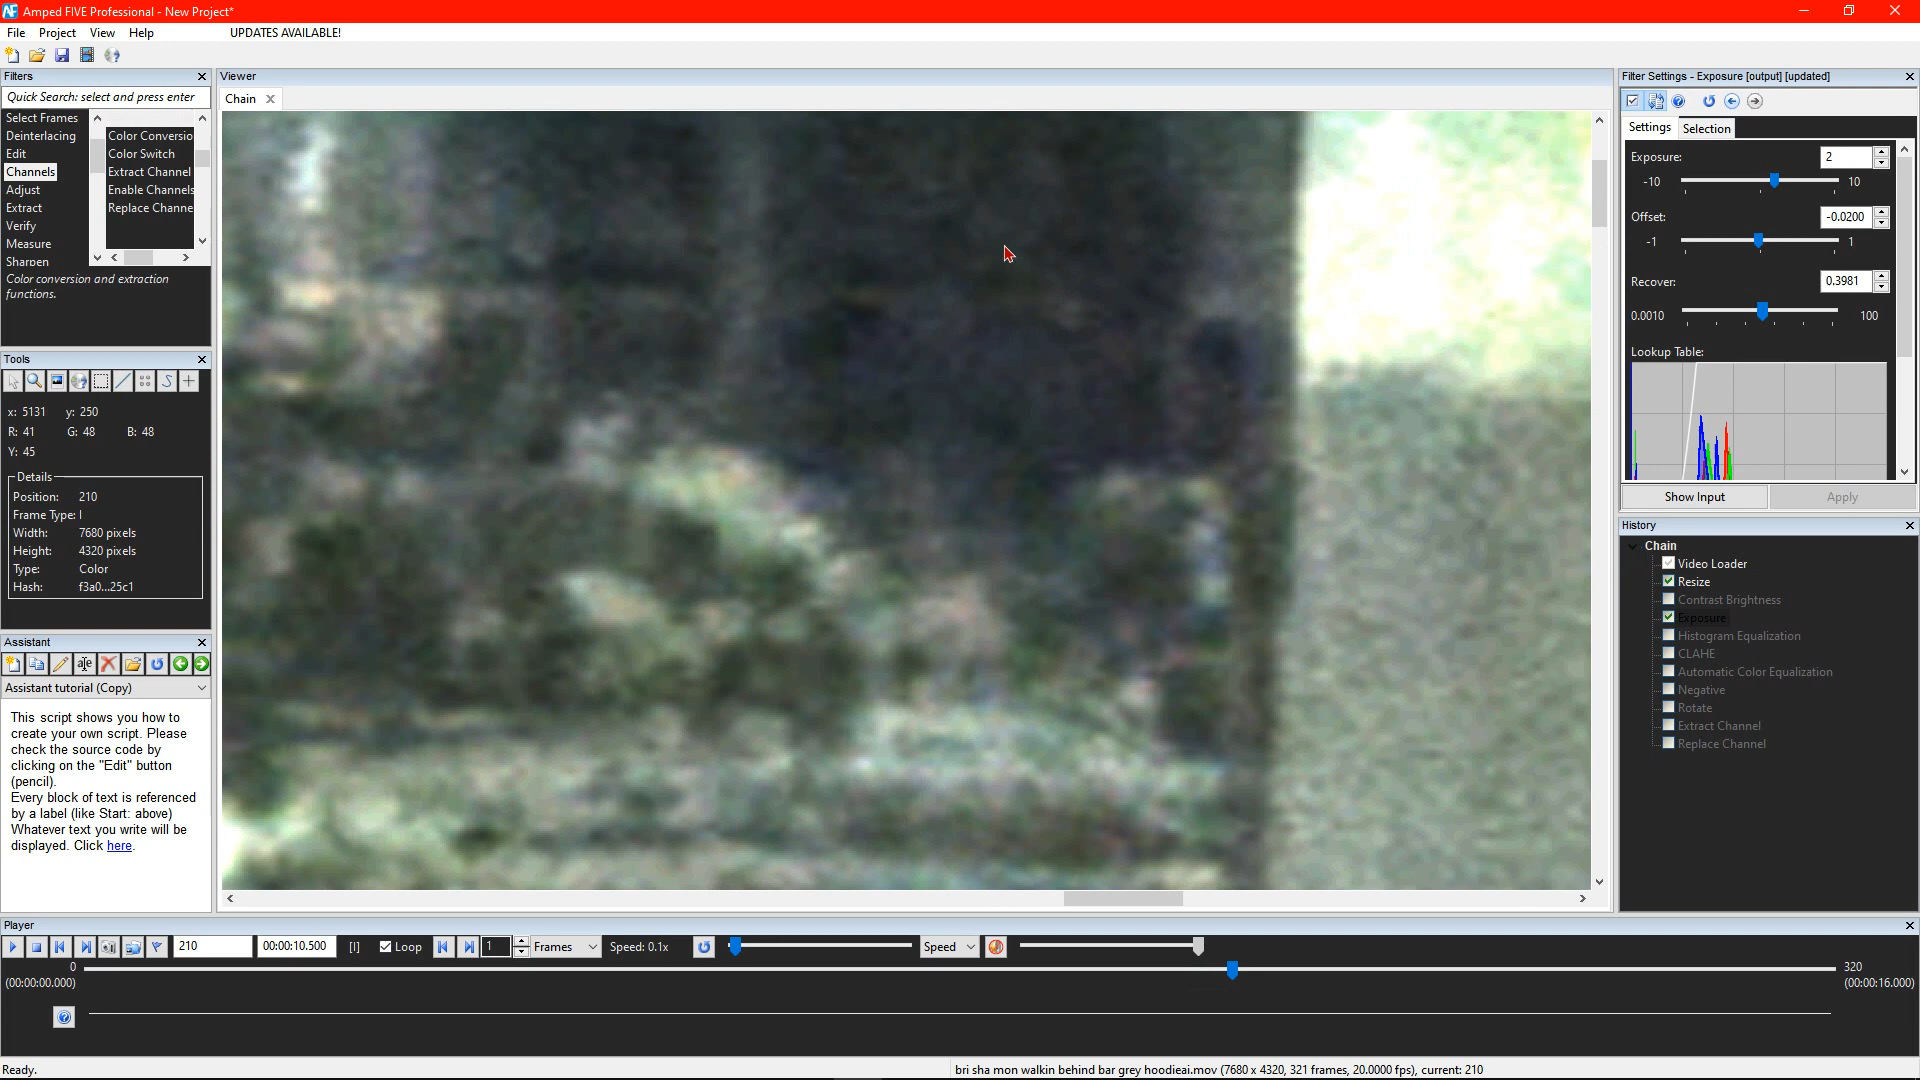 Amped FIVE Professional - New Project*
File Project View Help UPDATES AVAILABLE!
Filters
Quick Search: select and press enter
Select Frames
Deinterlacing
Edit
Channels
Adjust
Extract
Verify
Measure
Sharpen
Color Conversio
Color Switch
Extract Channel
Enable Channels
Replace Channe
Color conversion and extraction
functions.
Tools
x: 5131 y: 250
R: 41 G: 48 B: 48
Y: 45
Details
Position: 210
Frame Type: I
Width: 7680 pixels
Height: 4320 pixels
Type: Color
Hash: f3a0...25c1
Assistant
Assistant tutorial (Copy)
This script shows you how to
create your own script. Please
check the source code by
clicking on the "Edit" button
(pencil).
Every block of text is referenced
by a label (like Start: above)
Whatever text you write will be
displayed. Click here.
Viewer
Chain
Filter Settings - Exposure [output] [updated]
Settings Selection
Exposure: 2
-10 10
Offset: -0.0200
-1 1
Recover: 0.3981
0.0010 100
Lookup Table:
Show Input Apply
History
Chain
Video Loader
Resize
Contrast Brightness
Exposure
Histogram Equalization
CLAHE
Automatic Color Equalization
Negative
Rotate
Extract Channel
Replace Channel
Player
210 00:00:10.500 [I] Loop 1 Frames Speed: 0.1x Speed
0 320
(00:00:00.000) (00:00:16.000)
Ready. bri sha mon walkin behind bar grey hoodieai.mov (7680 x 4320, 321 frames, 20.0000 fps), current: 210